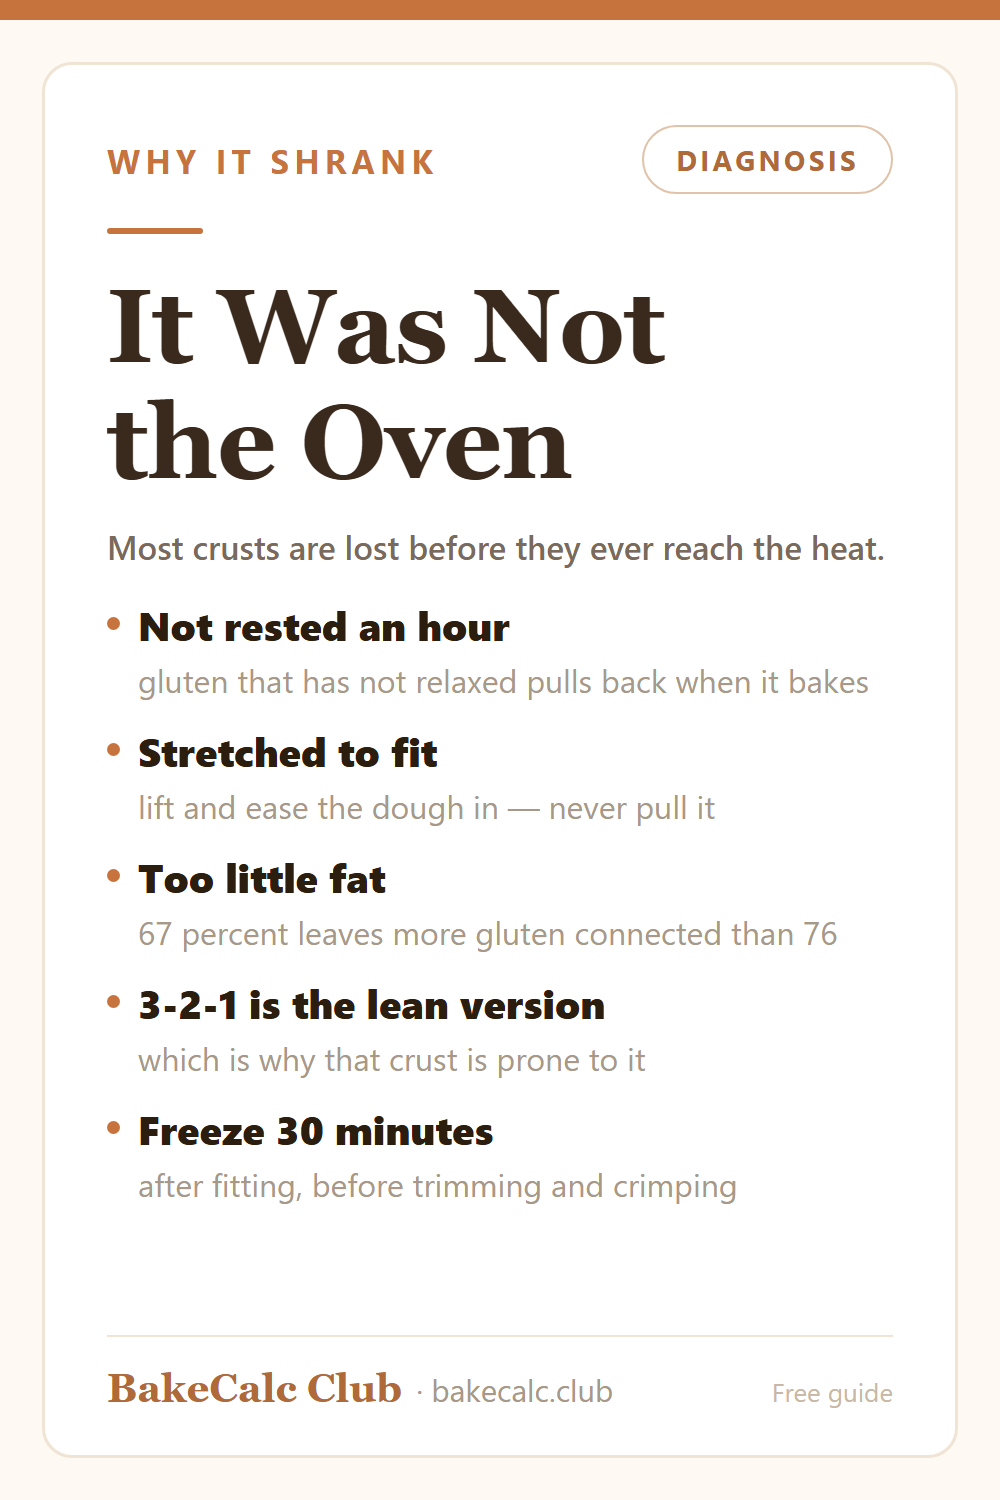 WHY IT SHRANK
DIAGNOSIS
It Was Not
the Oven
Most crusts are lost before they ever reach the heat.
• Not rested an hour
gluten that has not relaxed pulls back when it bakes
• Stretched to fit
lift and ease the dough in — never pull it
• Too little fat
67 percent leaves more gluten connected than 76
• 3-2-1 is the lean version
which is why that crust is prone to it
• Freeze 30 minutes
after fitting, before trimming and crimping
BakeCalc Club · bakecalc.club
Free guide